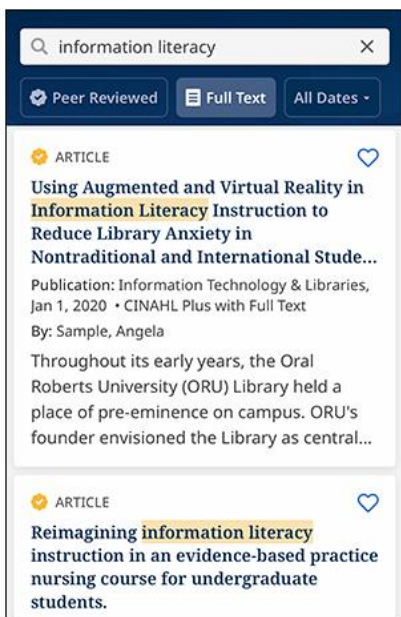 information literacy
Peer Reviewed Full Text All Dates
ARTICLE
Using Augmented and Virtual Reality in
Information Literacy Instruction to
Reduce Library Anxiety in
Nontraditional and International Stude...
Publication: Information Technology & Libraries,
Jan 1, 2020 • CINAHL Plus with Full Text
By: Sample, Angela
Throughout its early years, the Oral
Roberts University (ORU) Library held a
place of pre-eminence on campus. ORU's
founder envisioned the Library as central...
ARTICLE
Reimagining information literacy
instruction in an evidence-based practice
nursing course for undergraduate
students.